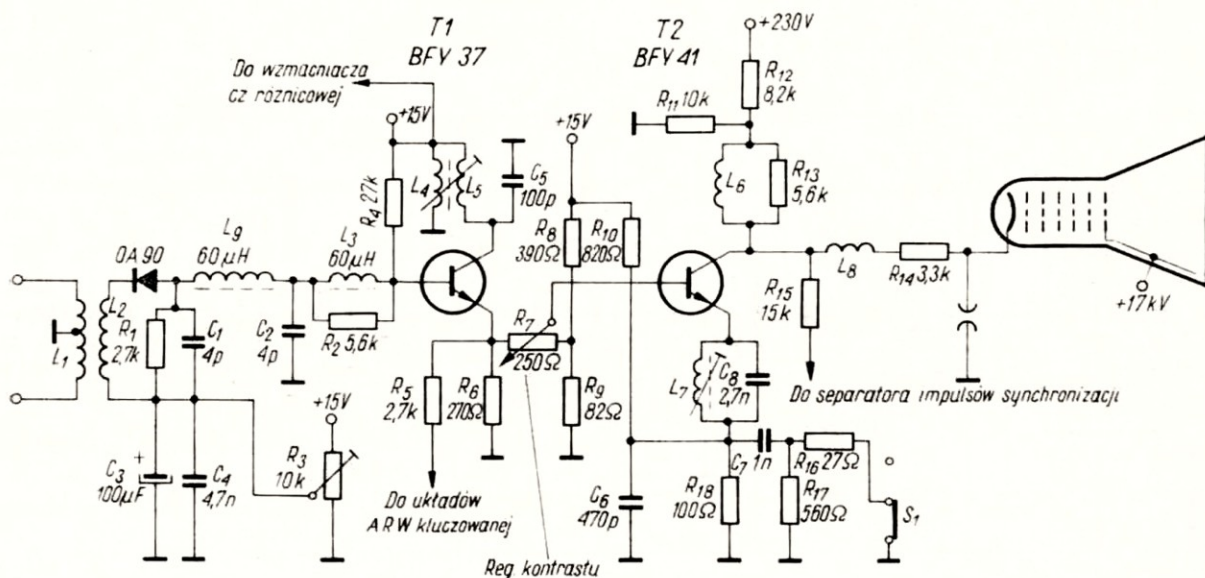 T1
BFY 37
T2
BFY 41
+230V
Do wzmacniacza
cz różnicowej
R12
8,2k
R11 10k
+15V
+15V
L4
L5
C5
100p
L6
R13
5,6k
R4 27k
L9
60μH
L3
60μH
R8
390Ω
R10
820Ω
OA 90
L8
R14 3,3k
+17kV
L1
L2
R1
2,7k
C1
4p
C2
4p
R2 5,6k
R7
250Ω
R15
15k
R5
2,7k
R6
270Ω
R9
82Ω
L7
C8
2,7n
Do separatora impulsów synchronizacji
+15V
C3
+
100μF
C4
4,7n
R3
10k
C7 1n
R16 27Ω
Do układów
ARW kluczowanej
C6
470p
R18
100Ω
R17
560Ω
S1
Reg. kontrastu